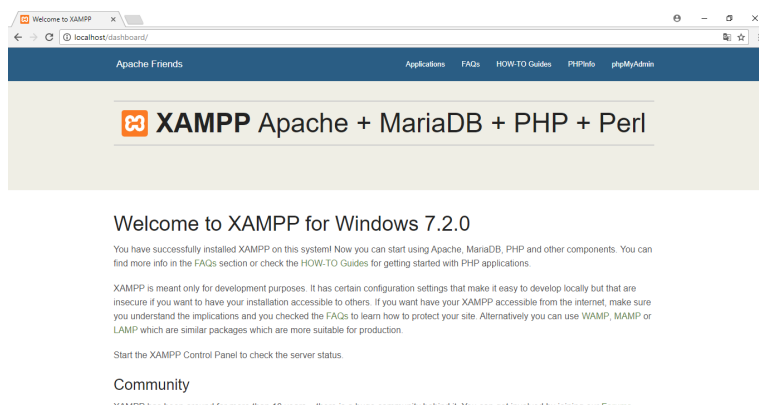 Welcome to XAMPP
localhost/dashboard/
Apache Friends
Applications FAQs HOW-TO Guides PHPInfo phpMyAdmin
XAMPP Apache + MariaDB + PHP + Perl
Welcome to XAMPP for Windows 7.2.0
You have successfully installed XAMPP on this system! Now you can start using Apache, MariaDB, PHP and other components. You can
find more info in the FAQs section or check the HOW-TO Guides for getting started with PHP applications.
XAMPP is meant only for development purposes. It has certain configuration settings that make it easy to develop locally but that are
insecure if you want to have your installation accessible to others. If you want have your XAMPP accessible from the internet, make sure
you understand the implications and you checked the FAQs to learn how to protect your site. Alternatively you can use WAMP, MAMP or
LAMP which are similar packages which are more suitable for production.
Start the XAMPP Control Panel to check the server status.
Community